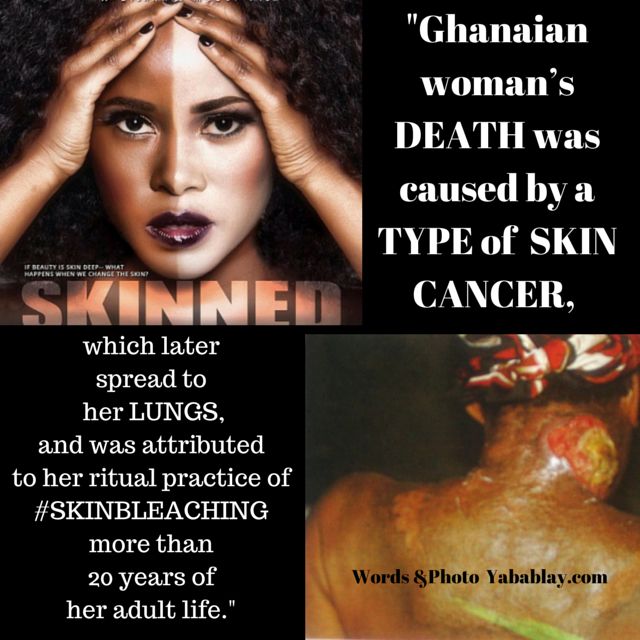 "Ghanaian
woman’s
DEATH was
caused by a
TYPE of SKIN
CANCER,
IF BEAUTY IS SKIN DEEP-- WHAT
HAPPENS WHEN WE CHANGE THE SKIN?
SKINNED
which later
spread to
her LUNGS,
and was attributed
to her ritual practice of
#SKINBLEACHING
more than
20 years of
her adult life."
Words &Photo Yabablay.com